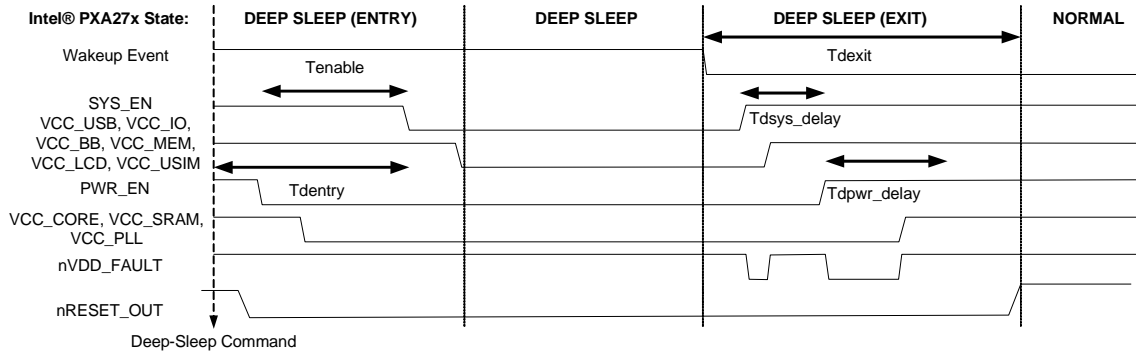 Intel® PXA27x State: DEEP SLEEP (ENTRY) DEEP SLEEP DEEP SLEEP (EXIT) NORMAL
Wakeup Event
Tdexit
Tenable
SYS_EN
VCC_USB, VCC_IO,
VCC_BB, VCC_MEM,
VCC_LCD, VCC_USIM
Tdsys_delay
PWR_EN
Tdentry
Tdpwr_delay
VCC_CORE, VCC_SRAM,
VCC_PLL
nVDD_FAULT
nRESET_OUT
Deep-Sleep Command